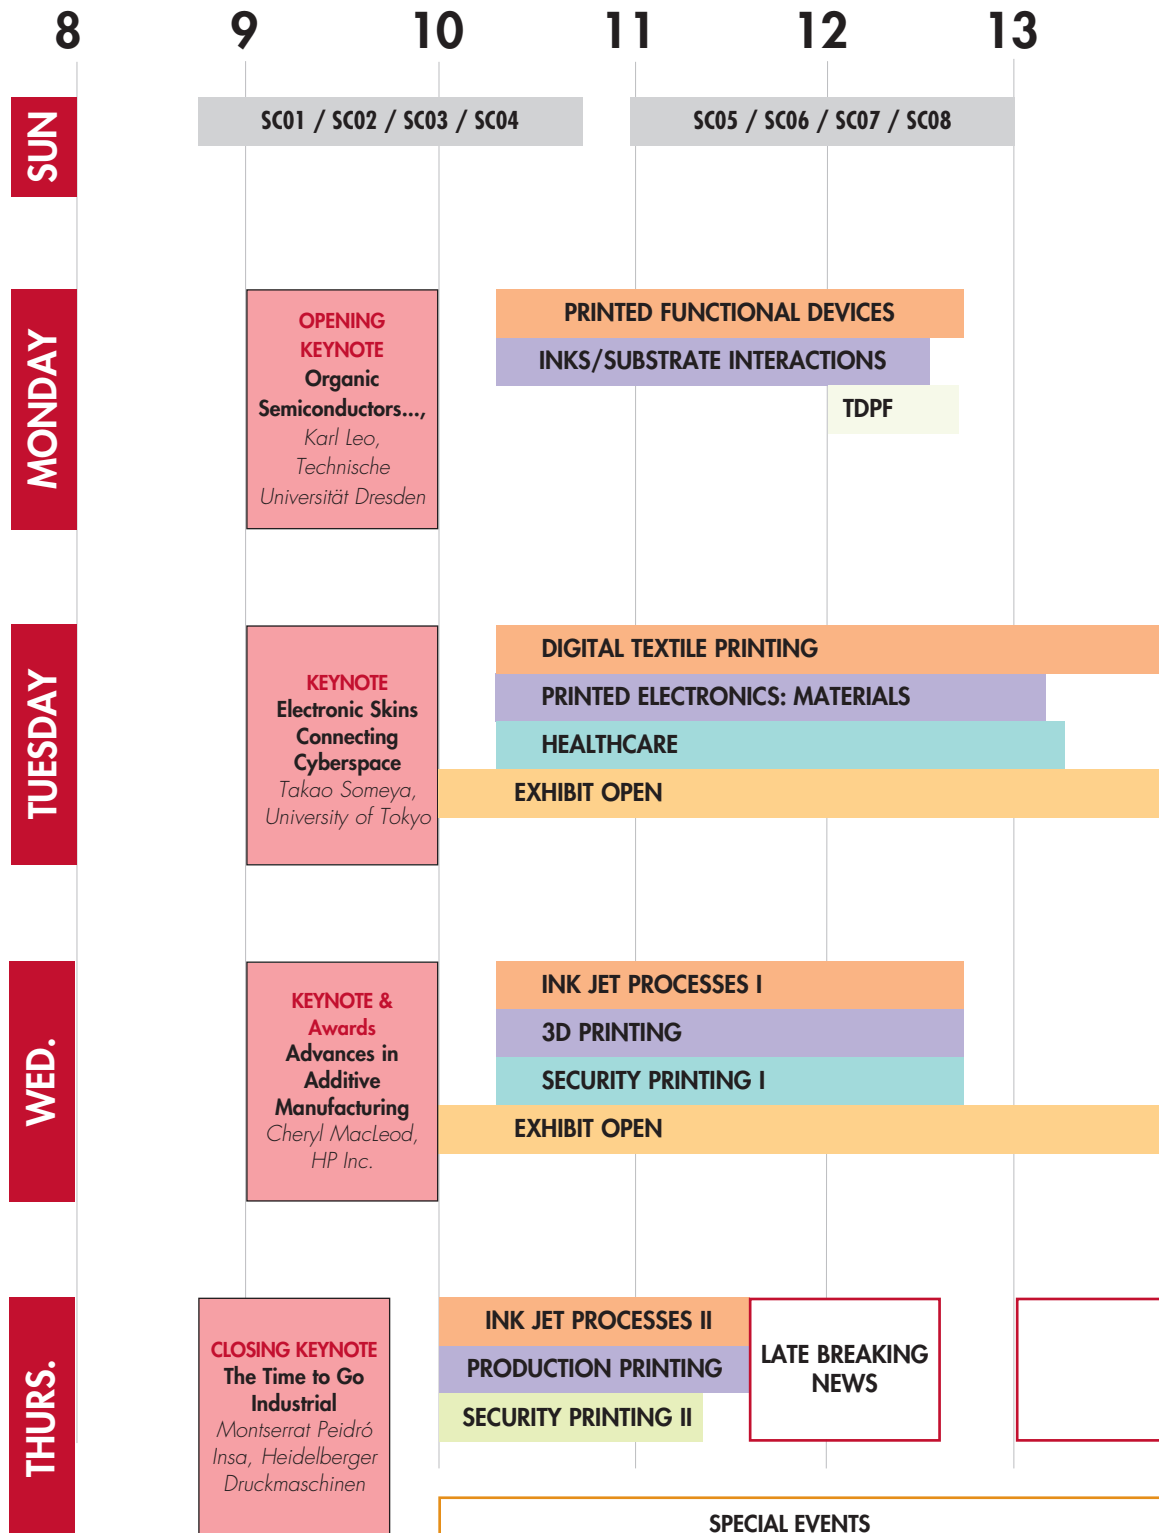 8 9 10 11 12 13
SUN
SC01 / SC02 / SC03 / SC04
SC05 / SC06 / SC07 / SC08
MONDAY
OPENING
KEYNOTE
Organic
Semiconductors...,
Karl Leo,
Technische
Universität Dresden
PRINTED FUNCTIONAL DEVICES
INKS/SUBSTRATE INTERACTIONS
TDPF
TUESDAY
KEYNOTE
Electronic Skins
Connecting
Cyberspace
Takao Someya,
University of Tokyo
DIGITAL TEXTILE PRINTING
PRINTED ELECTRONICS: MATERIALS
HEALTHCARE
EXHIBIT OPEN
WED.
KEYNOTE &
Awards
Advances in
Additive
Manufacturing
Cheryl MacLeod,
HP Inc.
INK JET PROCESSES I
3D PRINTING
SECURITY PRINTING I
EXHIBIT OPEN
THURS.
CLOSING KEYNOTE
The Time to Go
Industrial
Montserrat Peidró
Insa, Heidelberger
Druckmaschinen
INK JET PROCESSES II
PRODUCTION PRINTING
SECURITY PRINTING II
LATE BREAKING
NEWS
SPECIAL EVENTS